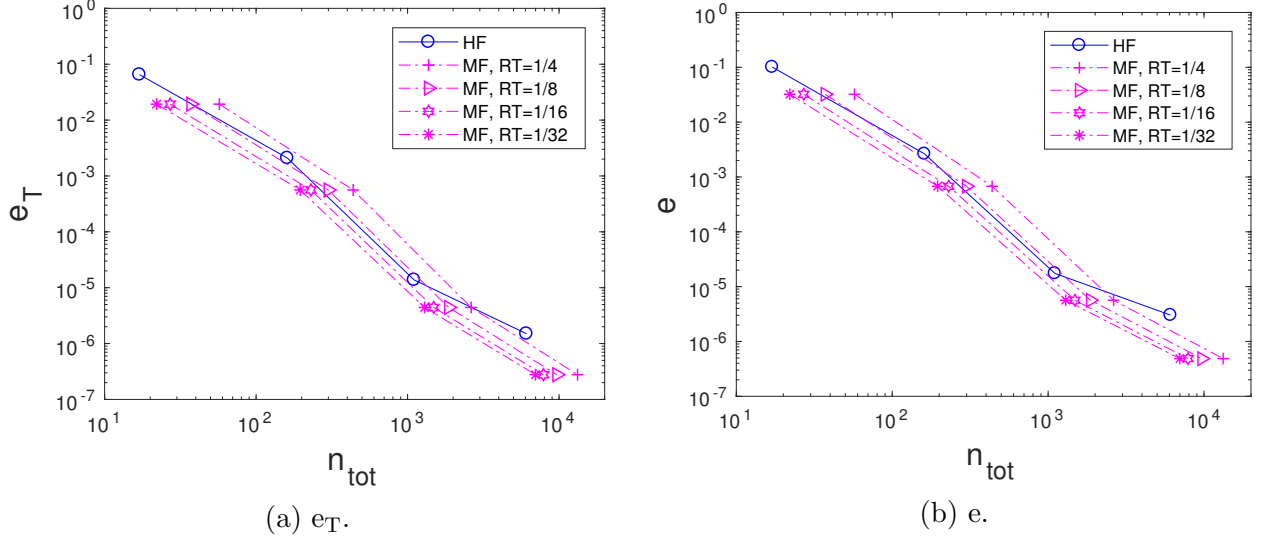 10^0
10^-1
10^-2
10^-3
10^-4
10^-5
10^-6
10^-7
e_T
10^1
10^2
10^3
10^4
n_tot
HF
MF, RT=1/4
MF, RT=1/8
MF, RT=1/16
MF, RT=1/32
(a) e_T.
10^0
10^-1
10^-2
10^-3
10^-4
10^-5
10^-6
10^-7
e
10^1
10^2
10^3
10^4
n_tot
HF
MF, RT=1/4
MF, RT=1/8
MF, RT=1/16
MF, RT=1/32
(b) e.